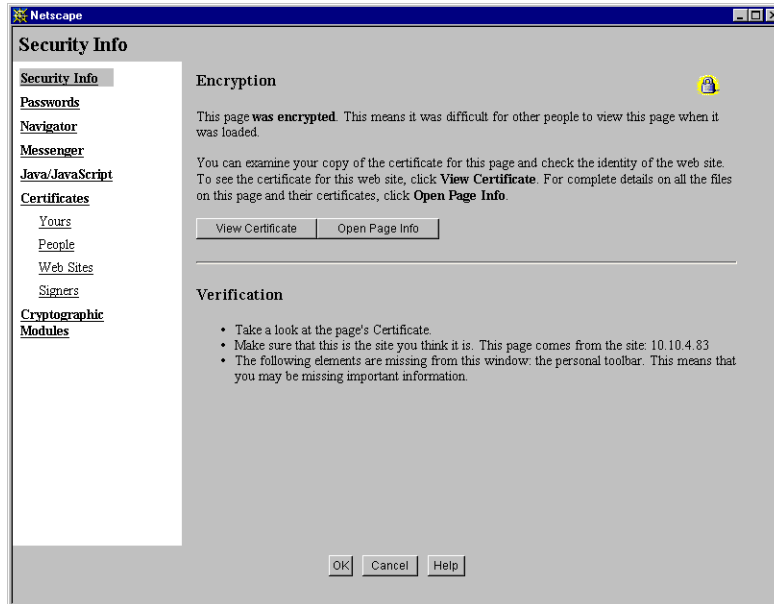 Netscape
Security Info
Security Info
Passwords
Navigator
Messenger
Java/JavaScript
Certificates
Yours
People
Web Sites
Signers
Cryptographic
Modules
Encryption
This page was encrypted. This means it was difficult for other people to view this page when it
was loaded.
You can examine your copy of the certificate for this page and check the identity of the web site.
To see the certificate for this web site, click View Certificate. For complete details on all the files
on this page and their certificates, click Open Page Info.
View Certificate
Open Page Info
Verification
• Take a look at the page's Certificate.
• Make sure that this is the site you think it is. This page comes from the site: 10.10.4.83
• The following elements are missing from this window: the personal toolbar. This means that
you may be missing important information.
OK
Cancel
Help